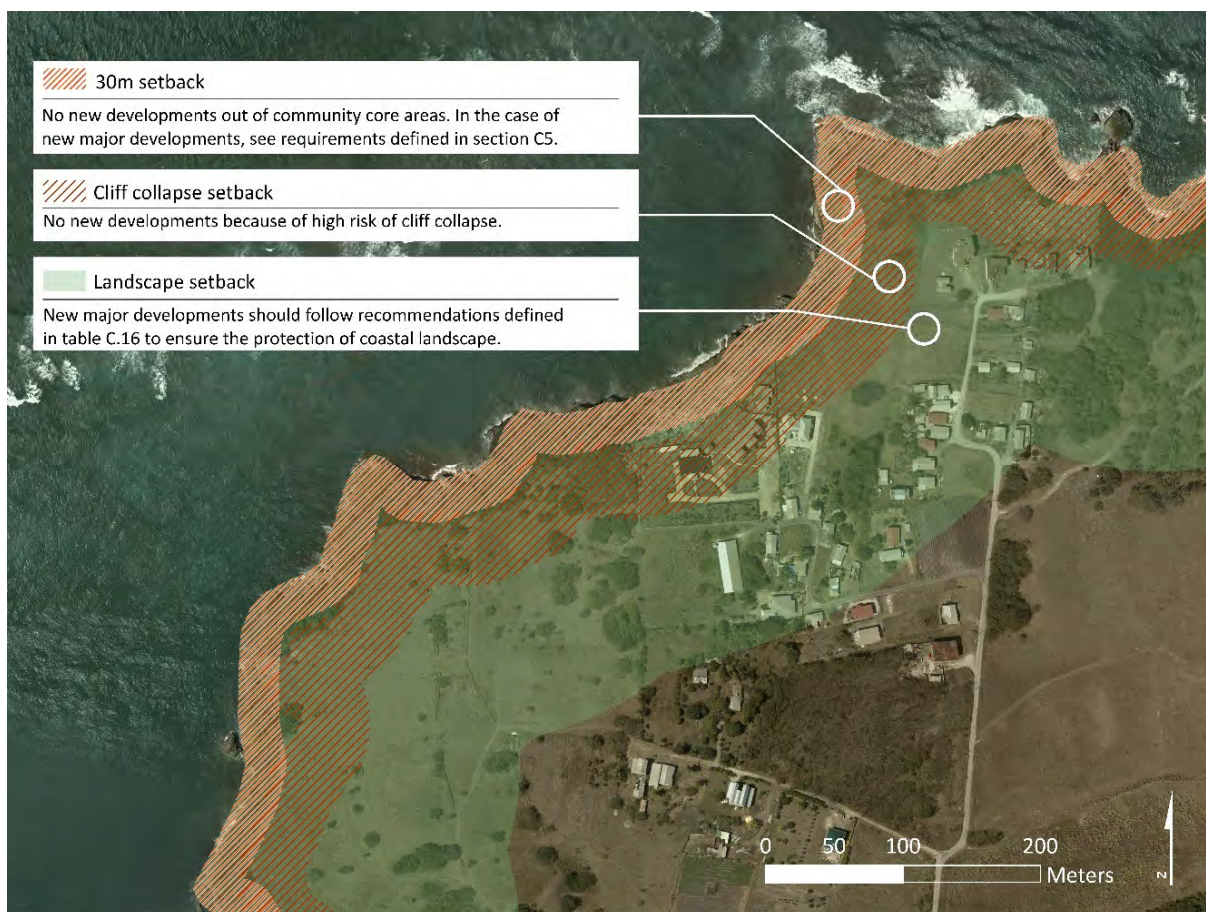 30m setback
No new developments out of community core areas. In the case of
new major developments, see requirements defined in section C5.
Cliff collapse setback
No new developments because of high risk of cliff collapse.
Landscape setback
New major developments should follow recommendations defined
in table C.16 to ensure the protection of coastal landscape.
0 50 100 200
Meters
N